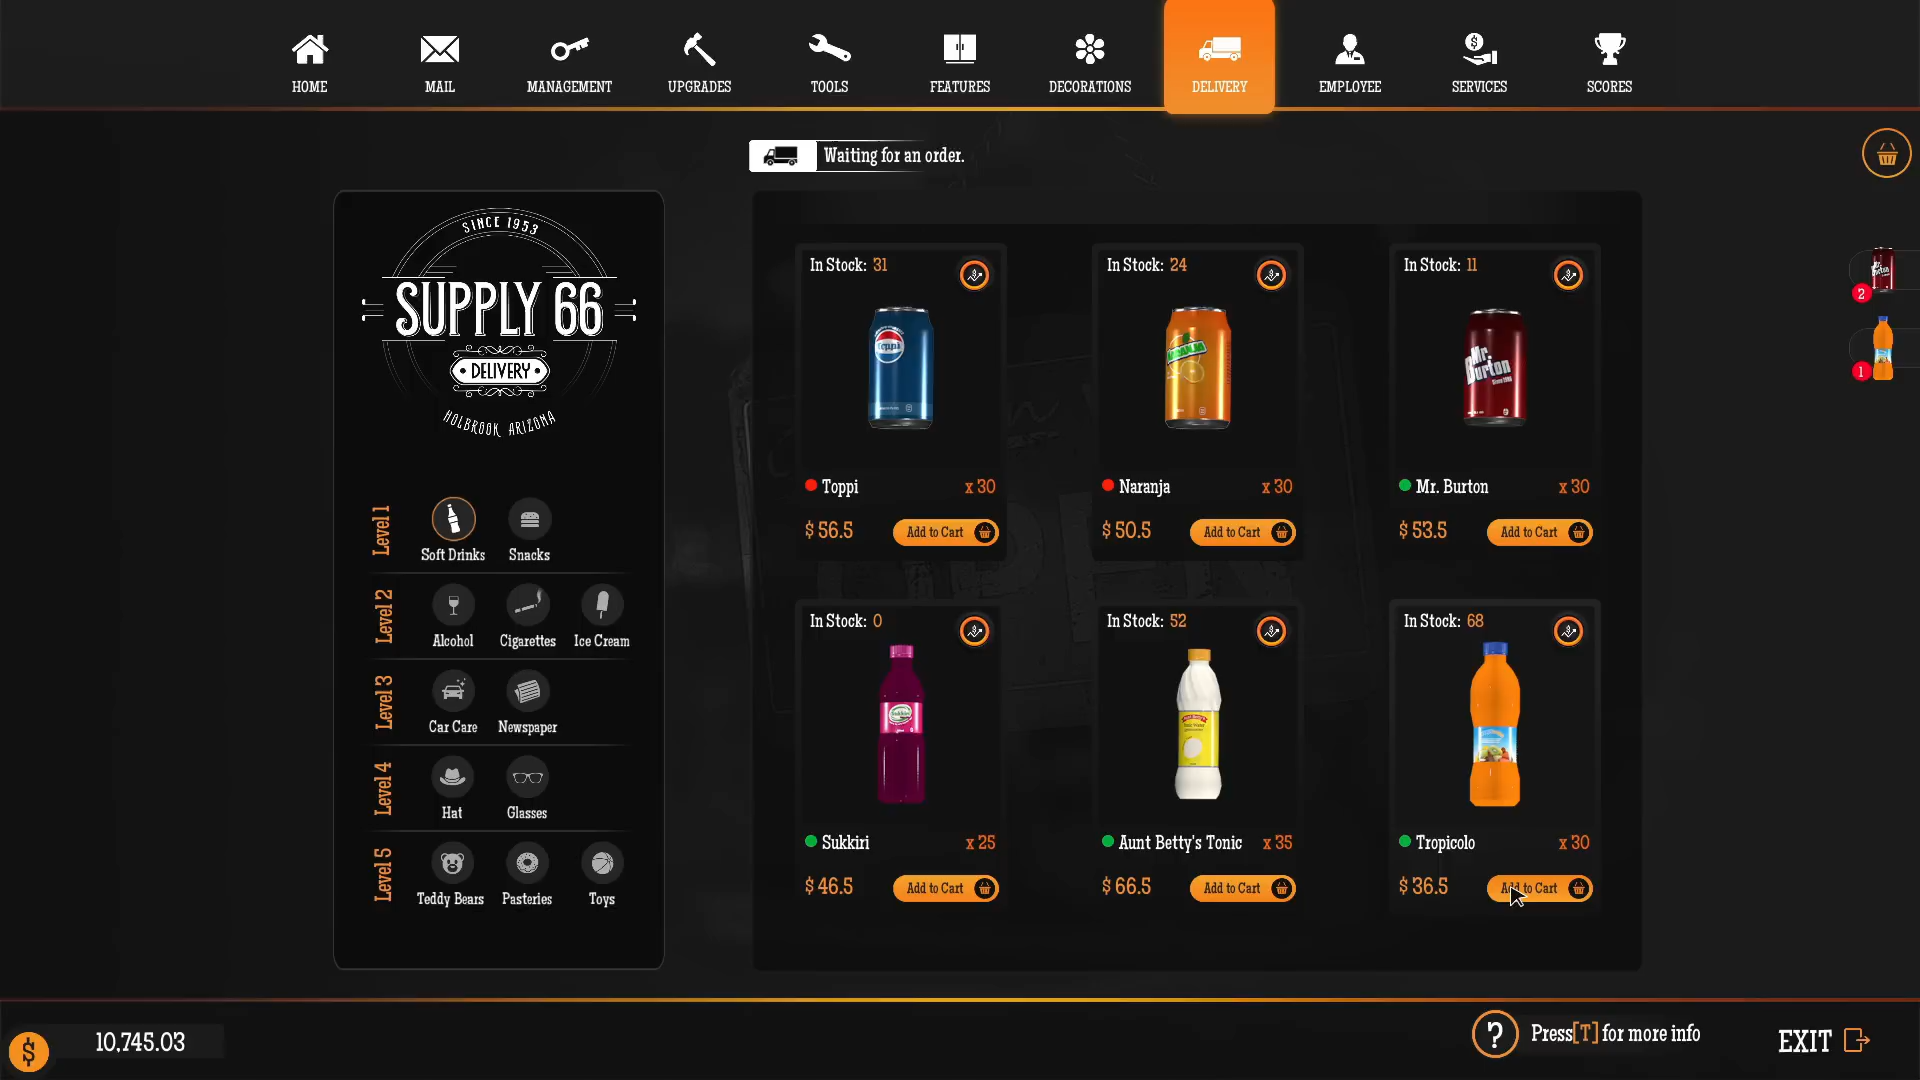 HOME
MAIL
MANAGEMENT
UPGRADES
TOOLS
FEATURES
DECORATIONS
DELIVERY
EMPLOYEE
SERVICES
SCORES
Waiting for an order.
SINCE 1953
SUPPLY 66
DELIVERY
HOLBROOK, ARIZONA
Level 1
Soft Drinks
Snacks
Level 2
Alcohol
Cigarettes
Ice Cream
Level 3
Car Care
Newspaper
Level 4
Hat
Glasses
Level 5
Teddy Bears
Pasteries
Toys
In Stock: 31
Toppi
x 30
$ 56.5
Add to Cart
In Stock: 24
NARANJA
Naranja
x 30
$ 50.5
Add to Cart
In Stock: 11
Mr. Burton
Mr. Burton
x 30
$ 53.5
Add to Cart
In Stock: 0
Sukkiri
Sukkiri
x 25
$ 46.5
Add to Cart
In Stock: 52
Aunt Betty's Tonic
x 35
$ 66.5
Add to Cart
In Stock: 68
Tropicolo
x 30
$ 36.5
Add to Cart
2
1
$
10,745.03
? Press[T] for more info
EXIT